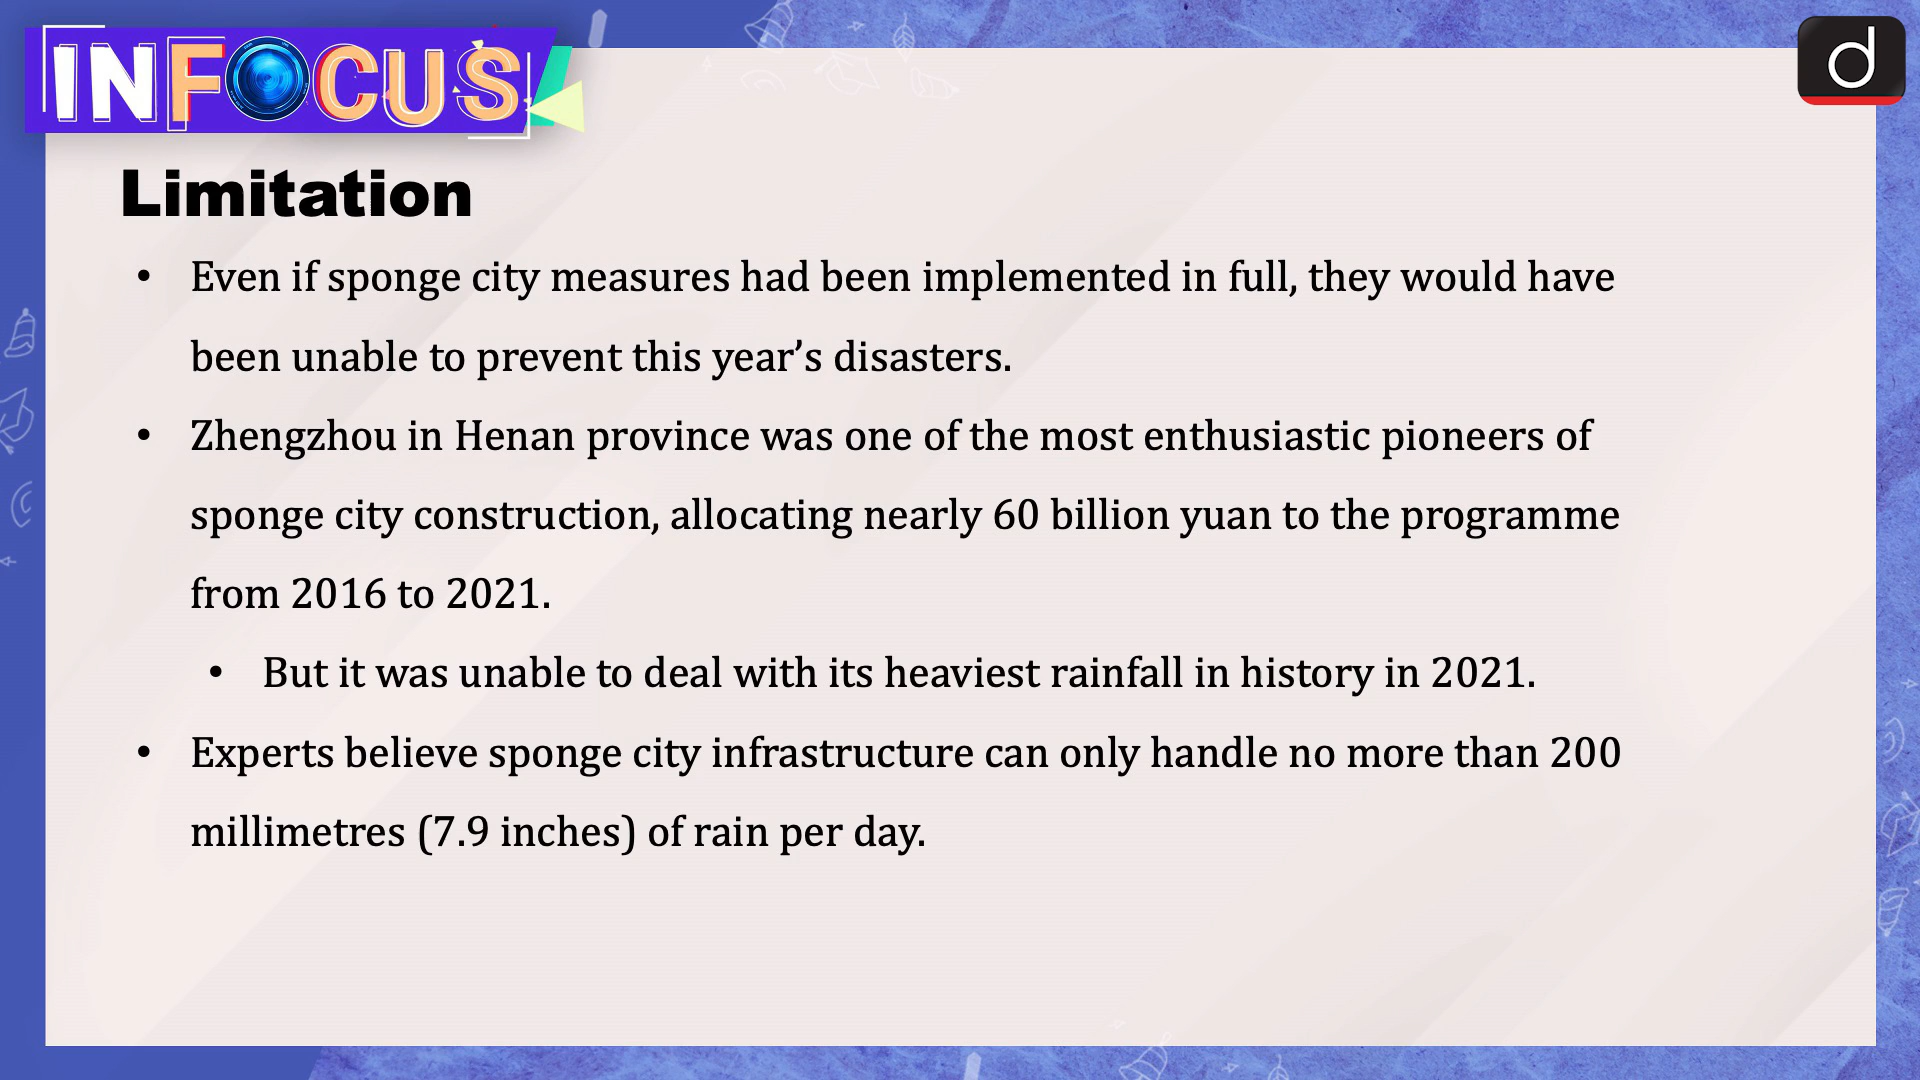 INFOCUS
d
Limitation
• Even if sponge city measures had been implemented in full, they would have
been unable to prevent this year’s disasters.
• Zhengzhou in Henan province was one of the most enthusiastic pioneers of
sponge city construction, allocating nearly 60 billion yuan to the programme
from 2016 to 2021.
• But it was unable to deal with its heaviest rainfall in history in 2021.
• Experts believe sponge city infrastructure can only handle no more than 200
millimetres (7.9 inches) of rain per day.